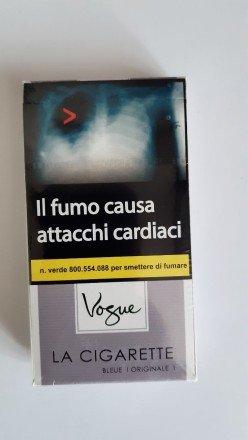 Il fumo causa
attacchi cardiaci
n. verde 800.554.088 per smettere di fumare
Vogue
LA CIGARETTE
BLEUE | ORIGINALE |